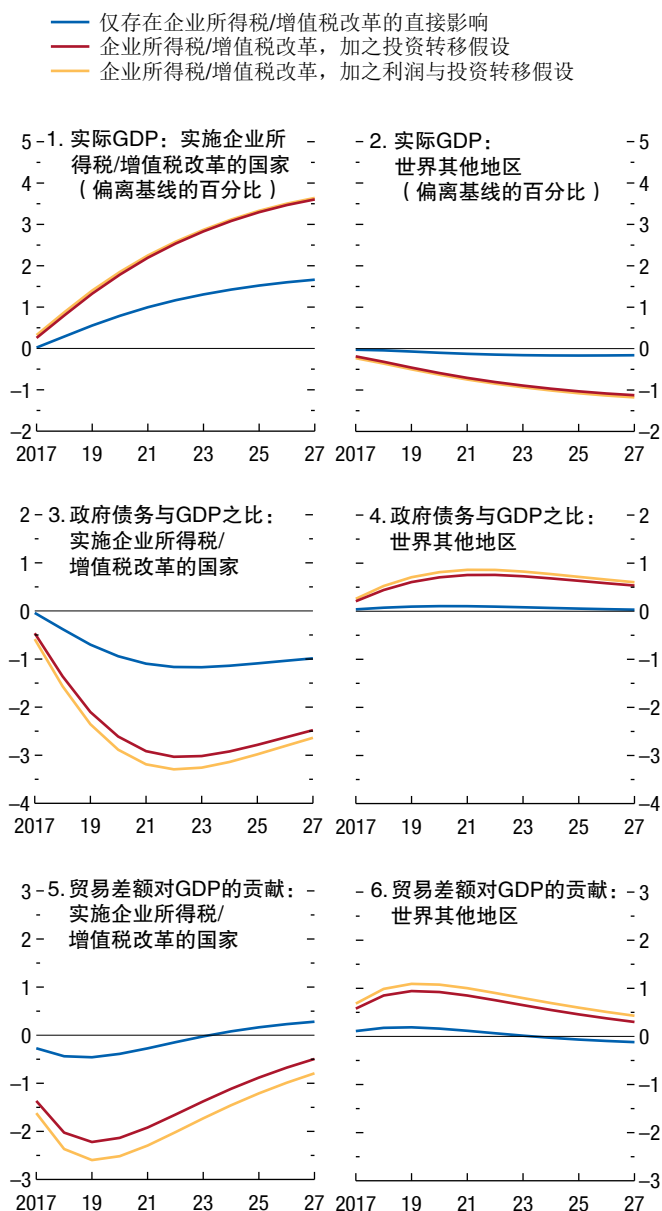 仅存在企业所得税/增值税改革的直接影响
企业所得税/增值税改革，加之投资转移假设
企业所得税/增值税改革，加之利润与投资转移假设
1. 实际GDP：实施企业所
得税/增值税改革的国家
（偏离基线的百分比）
5
4
3
2
1
0
–1
–2
2017 19 21 23 25 27
2. 实际GDP：
世界其他地区
（偏离基线的百分比）
5
4
3
2
1
0
–1
–2
2017 19 21 23 25 27
3. 政府债务与GDP之比：
实施企业所得税/
增值税改革的国家
2
1
0
–1
–2
–3
–4
2017 19 21 23 25 27
4. 政府债务与GDP之比：
世界其他地区
2
1
0
–1
–2
–3
–4
2017 19 21 23 25 27
5. 贸易差额对GDP的贡献：
实施企业所得税/
增值税改革的国家
3
2
1
0
–1
–2
–3
2017 19 21 23 25 27
6. 贸易差额对GDP的贡献：
世界其他地区
3
2
1
0
–1
–2
–3
2017 19 21 23 25 27